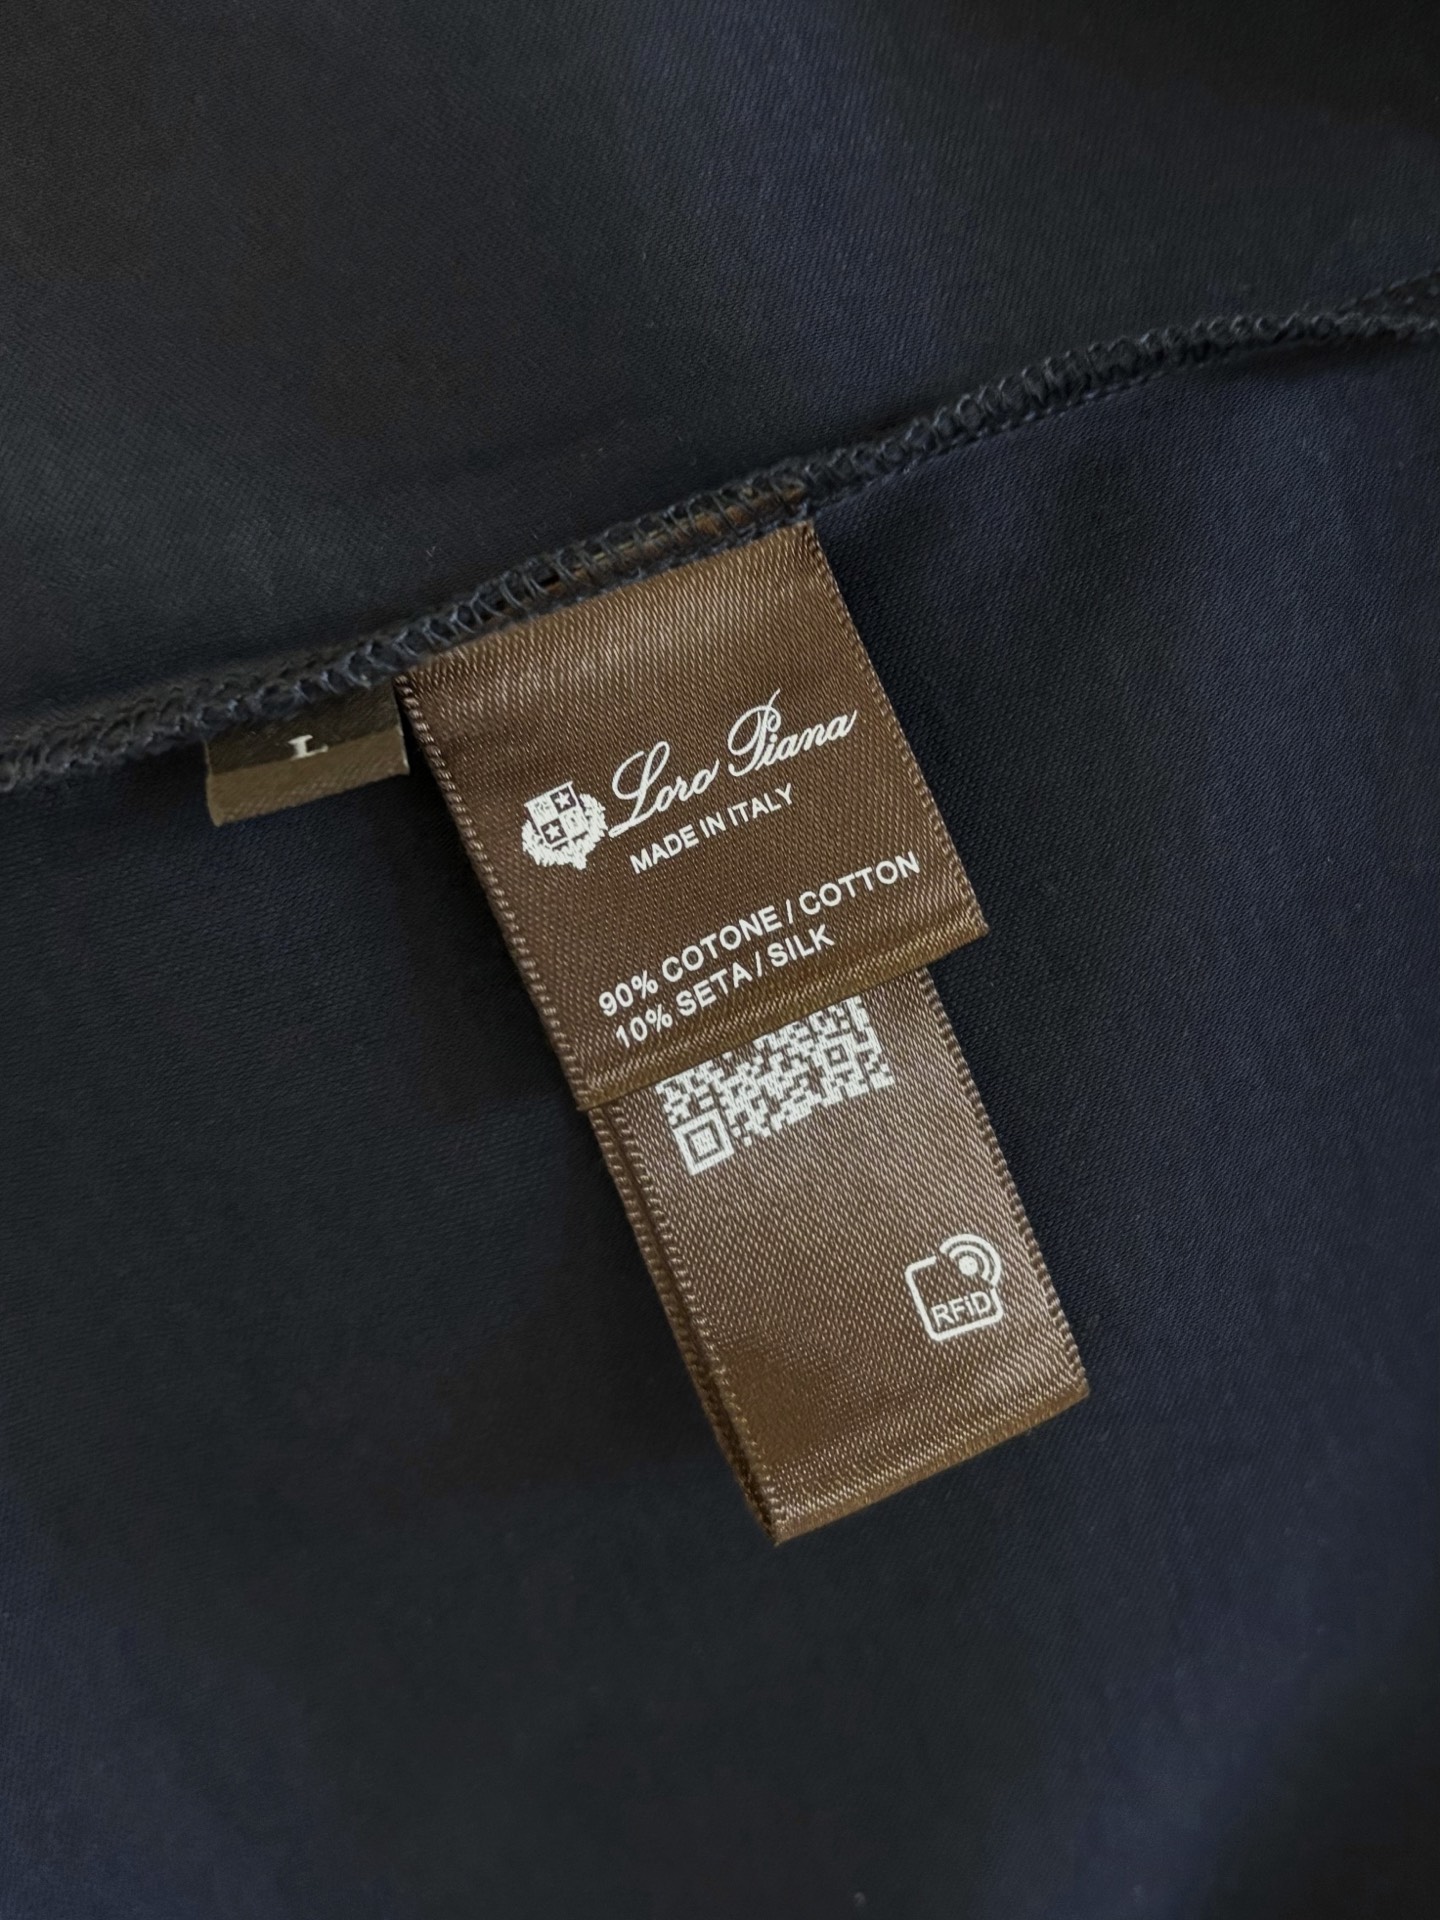 L
Loro Piana
MADE IN ITALY
90% COTONE / COTTON
10% SETA / SILK
RFiD